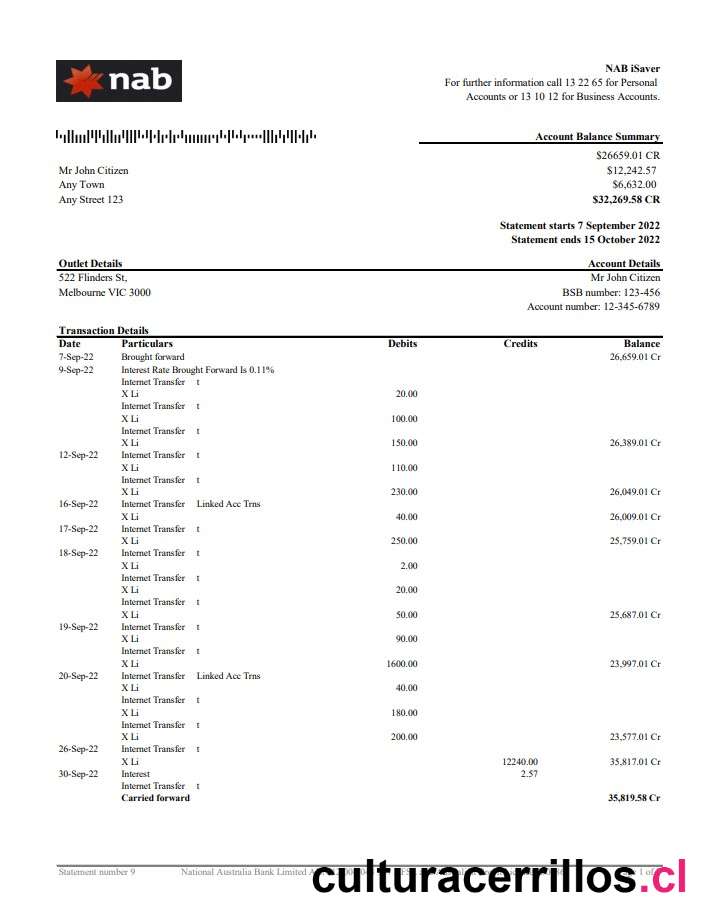 nab
NAB iSaver
For further information call 13 22 65 for Personal
Accounts or 13 10 12 for Business Accounts.
Account Balance Summary
$26659.01 CR
Mr John Citizen $12,242.57
Any Town $6,632.00
Any Street 123 $32,269.58 CR
Statement starts 7 September 2022
Statement ends 15 October 2022
Outlet Details Account Details
522 Flinders St, Mr John Citizen
Melbourne VIC 3000 BSB number: 123-456
Account number: 12-345-6789
Transaction Details
Date Particulars Debits Credits Balance
7-Sep-22 Brought forward 26,659.01 Cr
9-Sep-22 Interest Rate Brought Forward Is 0.11%
Internet Transfer t
X Li 20.00
Internet Transfer t
X Li 100.00
Internet Transfer t
X Li 150.00 26,389.01 Cr
12-Sep-22 Internet Transfer t
X Li 110.00
Internet Transfer t
X Li 230.00 26,049.01 Cr
16-Sep-22 Internet Transfer Linked Acc Trns
X Li 40.00 26,009.01 Cr
17-Sep-22 Internet Transfer t
X Li 250.00 25,759.01 Cr
18-Sep-22 Internet Transfer t
X Li 2.00
Internet Transfer t
X Li 20.00
Internet Transfer t
X Li 50.00 25,687.01 Cr
19-Sep-22 Internet Transfer t
X Li 90.00
Internet Transfer t
X Li 1600.00 23,997.01 Cr
20-Sep-22 Internet Transfer Linked Acc Trns
X Li 40.00
Internet Transfer t
X Li 180.00
Internet Transfer t
X Li 200.00 23,577.01 Cr
26-Sep-22 Internet Transfer t
X Li 12240.00 35,817.01 Cr
30-Sep-22 Interest 2.57
Internet Transfer t
Carried forward 35,819.58 Cr
Statement number 9 National Australia Bank Limited
culturacerrillos.cl